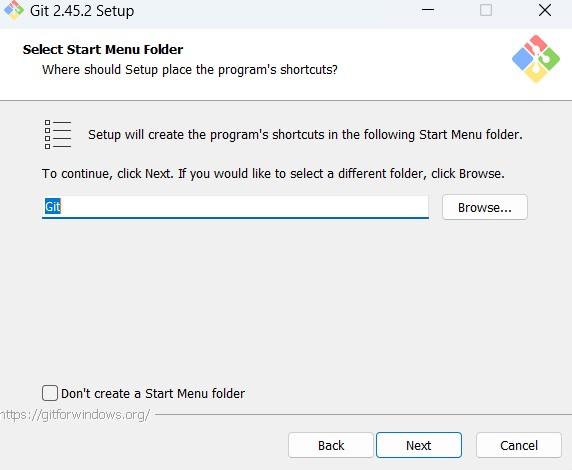 Git 2.45.2 Setup
Select Start Menu Folder
Where should Setup place the program's shortcuts?
Setup will create the program's shortcuts in the following Start Menu folder.
To continue, click Next. If you would like to select a different folder, click Browse.
Git
Browse...
Don't create a Start Menu folder
https://gitforwindows.org/
Back
Next
Cancel